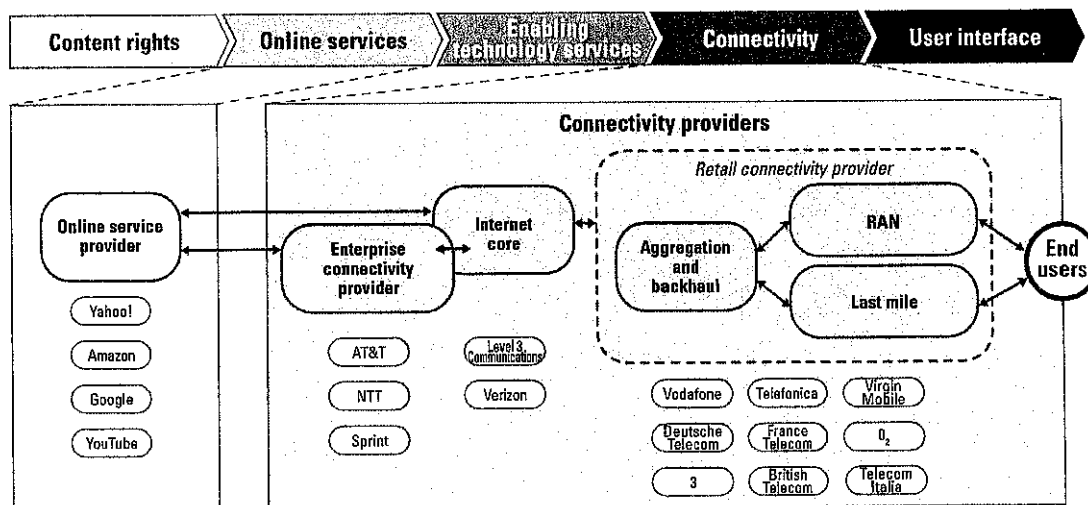 Content rights
Online services
Enabling
technology services
Connectivity
User interface
Connectivity providers
Retail connectivity provider
Online service
provider
Enterprise
connectivity
provider
Internet
core
Aggregation
and
backhaul
RAN
Last mile
End
users
Yahoo!
Amazon
Google
YouTube
AT&T
NTT
Sprint
Level 3
Communications
Verizon
Vodafone
Telefonica
Virgin
Mobile
Deutsche
Telecom
France
Telecom
O2
3
British
Telecom
Telecom
Italia